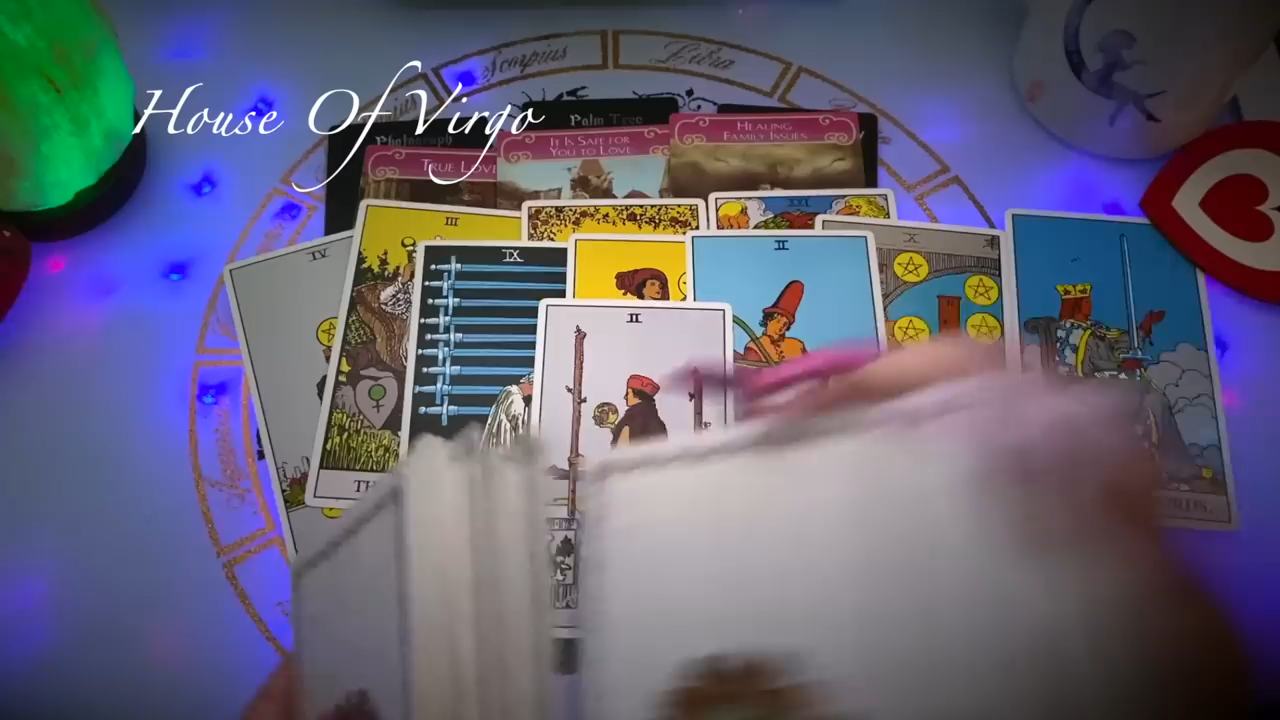 House Of Virgo
Scorpius
Libra
Palm Tree
Photograph
TRUE LOVE
IT IS SAFE FOR
YOU TO LOVE
HEALING
FAMILY ISSUES
IV
III
IX
II
II
X